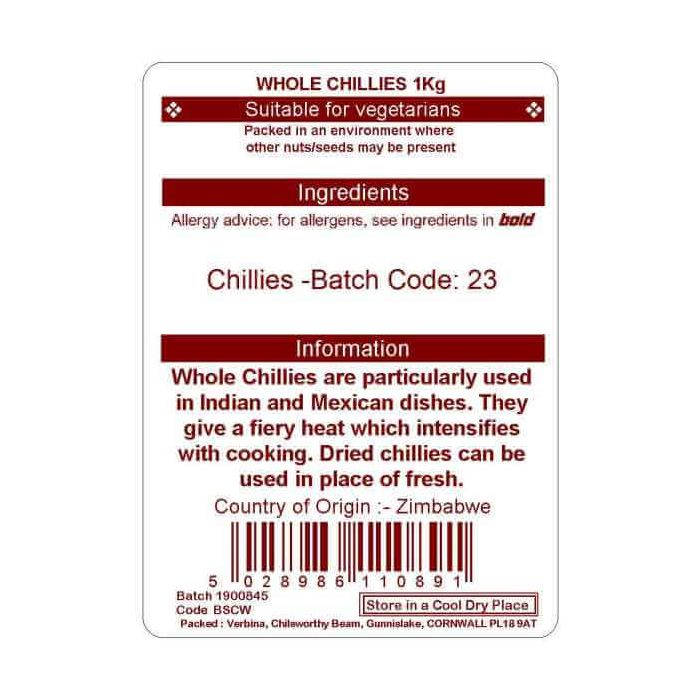 WHOLE CHILLIES 1Kg
Suitable for vegetarians
Packed in an environment where
other nuts/seeds may be present
Ingredients
Allergy advice: for allergens, see ingredients in bold
Chillies -Batch Code: 23
Information
Whole Chillies are particularly used
in Indian and Mexican dishes. They
give a fiery heat which intensifies
with cooking. Dried chillies can be
used in place of fresh.
Country of Origin :- Zimbabwe
5 028986 110891
Batch 1900845
Code BSCW
Store in a Cool Dry Place
Packed : Verbina, Chileworthy Beam, Gunnislake, CORNWALL PL18 9AT